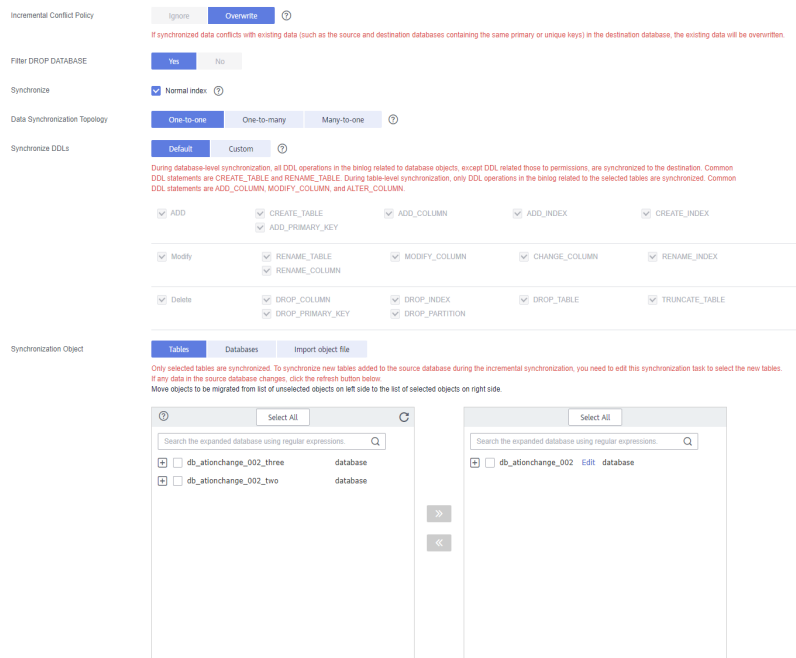 Incremental Conflict Policy
Ignore Overwrite
If synchronized data conflicts with existing data (such as the source and destination databases containing the same primary or unique keys) in the destination database, the existing data will be overwritten.
Filter DROP DATABASE
Yes No
Synchronize
Normal index
Data Synchronization Topology
One-to-one One-to-many Many-to-one
Synchronize DDLs
Default Custom
During database-level synchronization, all DDL operations in the binlog related to database objects, except DDL related those to permissions, are synchronized to the destination. Common
DDL statements are CREATE_TABLE and RENAME_TABLE. During table-level synchronization, only DDL operations in the binlog related to the selected tables are synchronized. Common
DDL statements are ADD_COLUMN, MODIFY_COLUMN, and ALTER_COLUMN.
ADD CREATE_TABLE ADD_COLUMN ADD_INDEX CREATE_INDEX
ADD_PRIMARY_KEY
Modify RENAME_TABLE MODIFY_COLUMN CHANGE_COLUMN RENAME_INDEX
RENAME_COLUMN
Delete DROP_COLUMN DROP_INDEX DROP_TABLE TRUNCATE_TABLE
DROP_PRIMARY_KEY DROP_PARTITION
Synchronization Object
Tables Databases Import object file
Only selected tables are synchronized. To synchronize new tables added to the source database during the incremental synchronization, you need to edit this synchronization task to select the new tables.
If any data in the source database changes, click the refresh button below.
Move objects to be migrated from list of unselected objects on left side to the list of selected objects on right side.
Select All
Search the expanded database using regular expressions.
db_ationchange_002_three database
db_ationchange_002_two database
Select All
Search the expanded database using regular expressions.
db_ationchange_002 Edit database